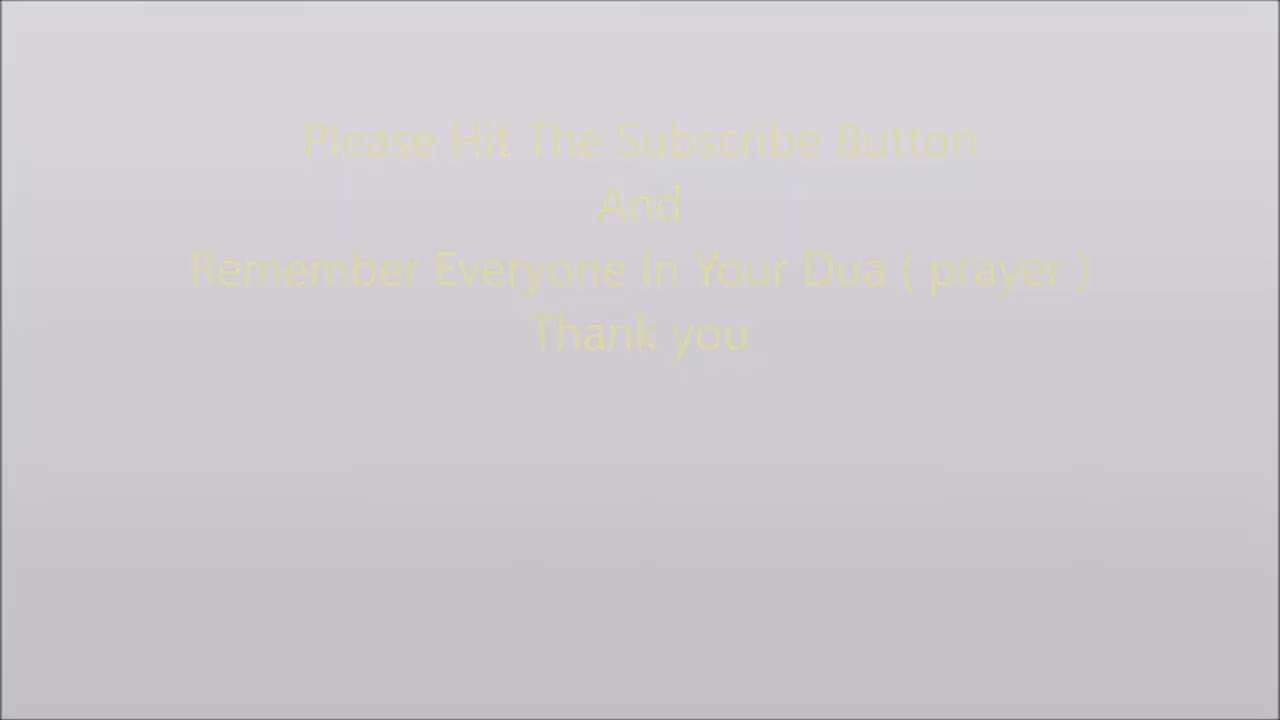 Please Hit The Subscribe Button
And
Remember Everyone In Your Dua ( prayer )
Thank you